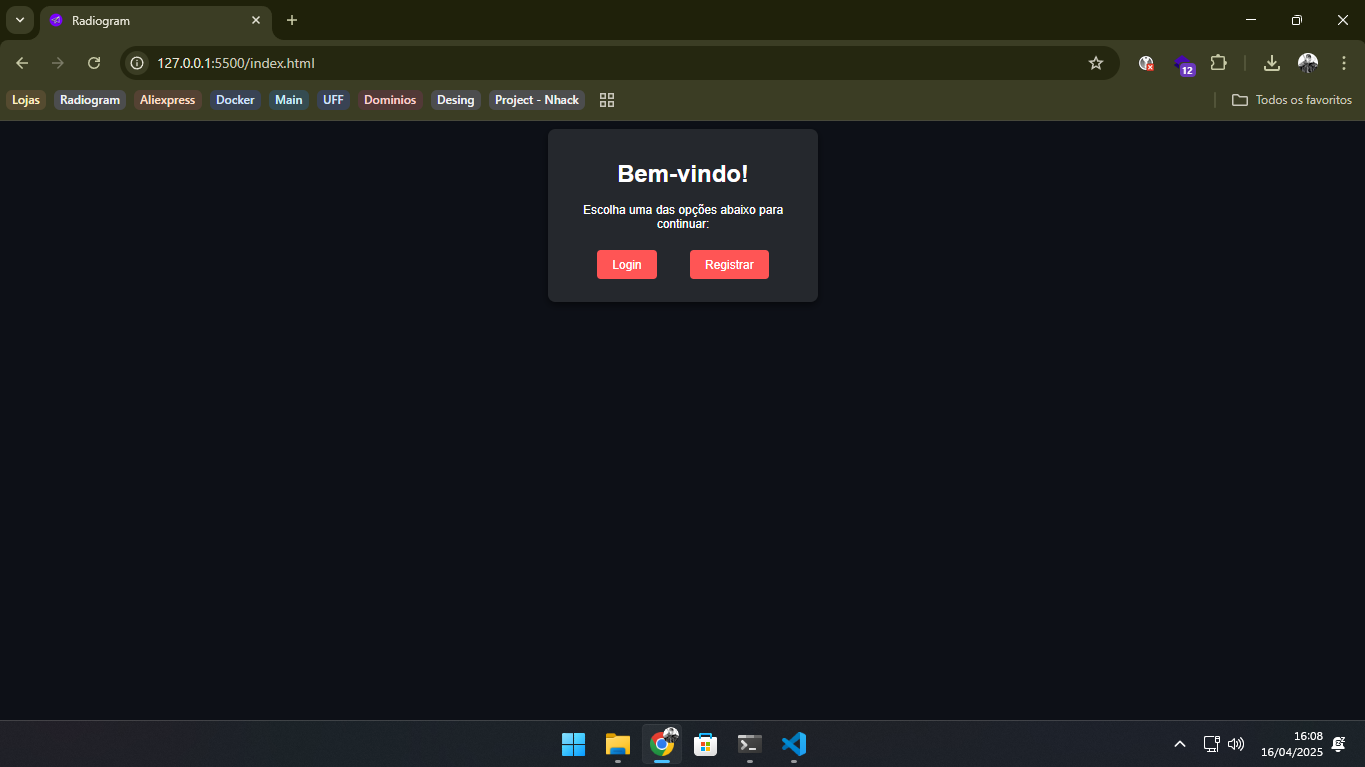 Radiogram
127.0.0.1:5500/index.html
12
Lojas Radiogram Aliexpress Docker Main UFF Dominios Desing Project - Nhack Todos os favoritos
Bem-vindo!
Escolha uma das opções abaixo para
continuar:
Login Registrar
16:08
16/04/2025